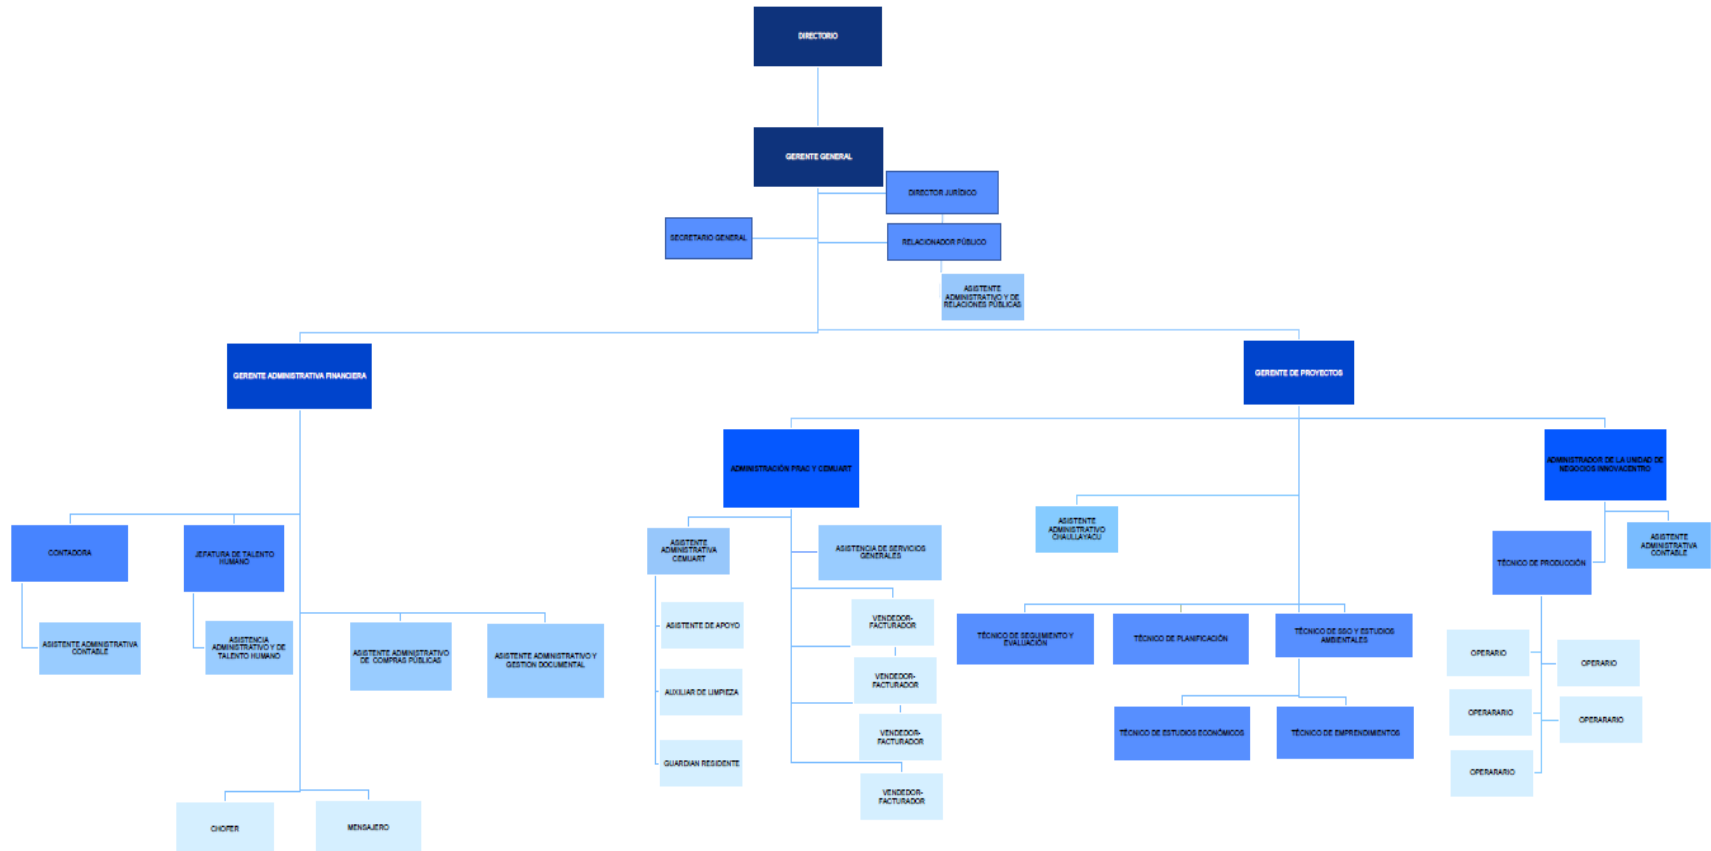 DIRECTORIO
GERENTE GENERAL
DIRECTOR JURÍDICO
SECRETARIO GENERAL
RELACIONADOR PÚBLICO
ASISTENTE
ADMINISTRATIVO Y DE
RELACIONES PÚBLICAS
GERENTE ADMINISTRATIVA FINANCIERA
GERENTE DE PROYECTOS
ADMINISTRACIÓN PRAC Y CEMUART
ADMINISTRADOR DE LA UNIDAD DE
NEGOCIOS INNOVACENTRO
CONTADORA
JEFATURA DE TALENTO
HUMANO
ASISTENTE
ADMINISTRATIVA
CEMUART
ASISTENCIA DE SERVICIOS
GENERALES
ASISTENTE
ADMINISTRATIVO
CHAULLAYACU
TÉCNICO DE PRODUCCIÓN
ASISTENTE
ADMINISTRATIVA
CONTABLE
ASISTENTE ADMINISTRATIVA
CONTABLE
ASISTENCIA
ADMINISTRATIVO Y DE
TALENTO HUMANO
ASISTENTE ADMINISTRATIVO
DE COMPRAS PÚBLICAS
ASISTENTE ADMINISTRATIVO Y
GESTION DOCUMENTAL
ASISTENTE DE APOYO
VENDEDOR-
FACTURADOR
TÉCNICO DE SEGUIMIENTO Y
EVALUACIÓN
TÉCNICO DE PLANIFICACIÓN
TÉCNICO DE SSO Y ESTUDIOS
AMBIENTALES
OPERARIO
OPERARIO
AUXILIAR DE LIMPIEZA
VENDEDOR-
FACTURADOR
OPERARARIO
OPERARARIO
VENDEDOR-
FACTURADOR
TÉCNICO DE ESTUDIOS ECONÓMICOS
TÉCNICO DE EMPRENDIMIENTOS
GUARDIAN RESIDENTE
OPERARARIO
VENDEDOR-
FACTURADOR
CHOFER
MENSAJERO